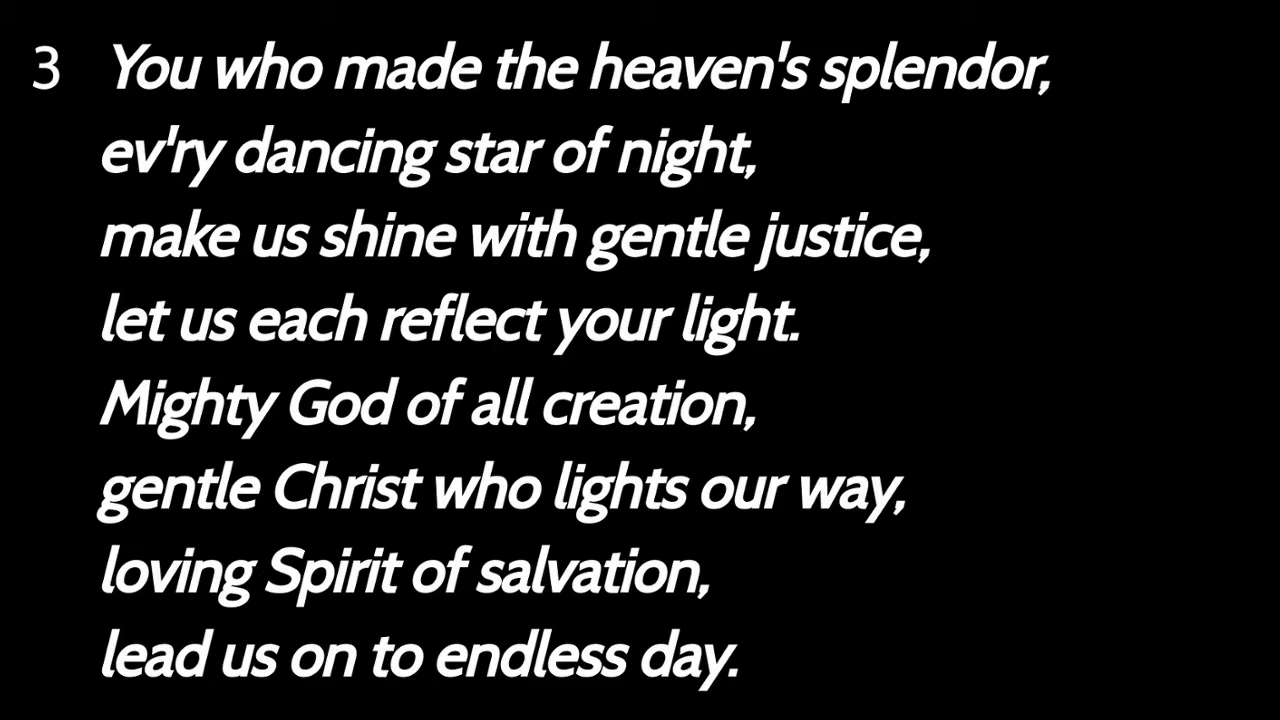 3 You who made the heaven's splendor,
ev'ry dancing star of night,
make us shine with gentle justice,
let us each reflect your light.
Mighty God of all creation,
gentle Christ who lights our way,
loving Spirit of salvation,
lead us on to endless day.